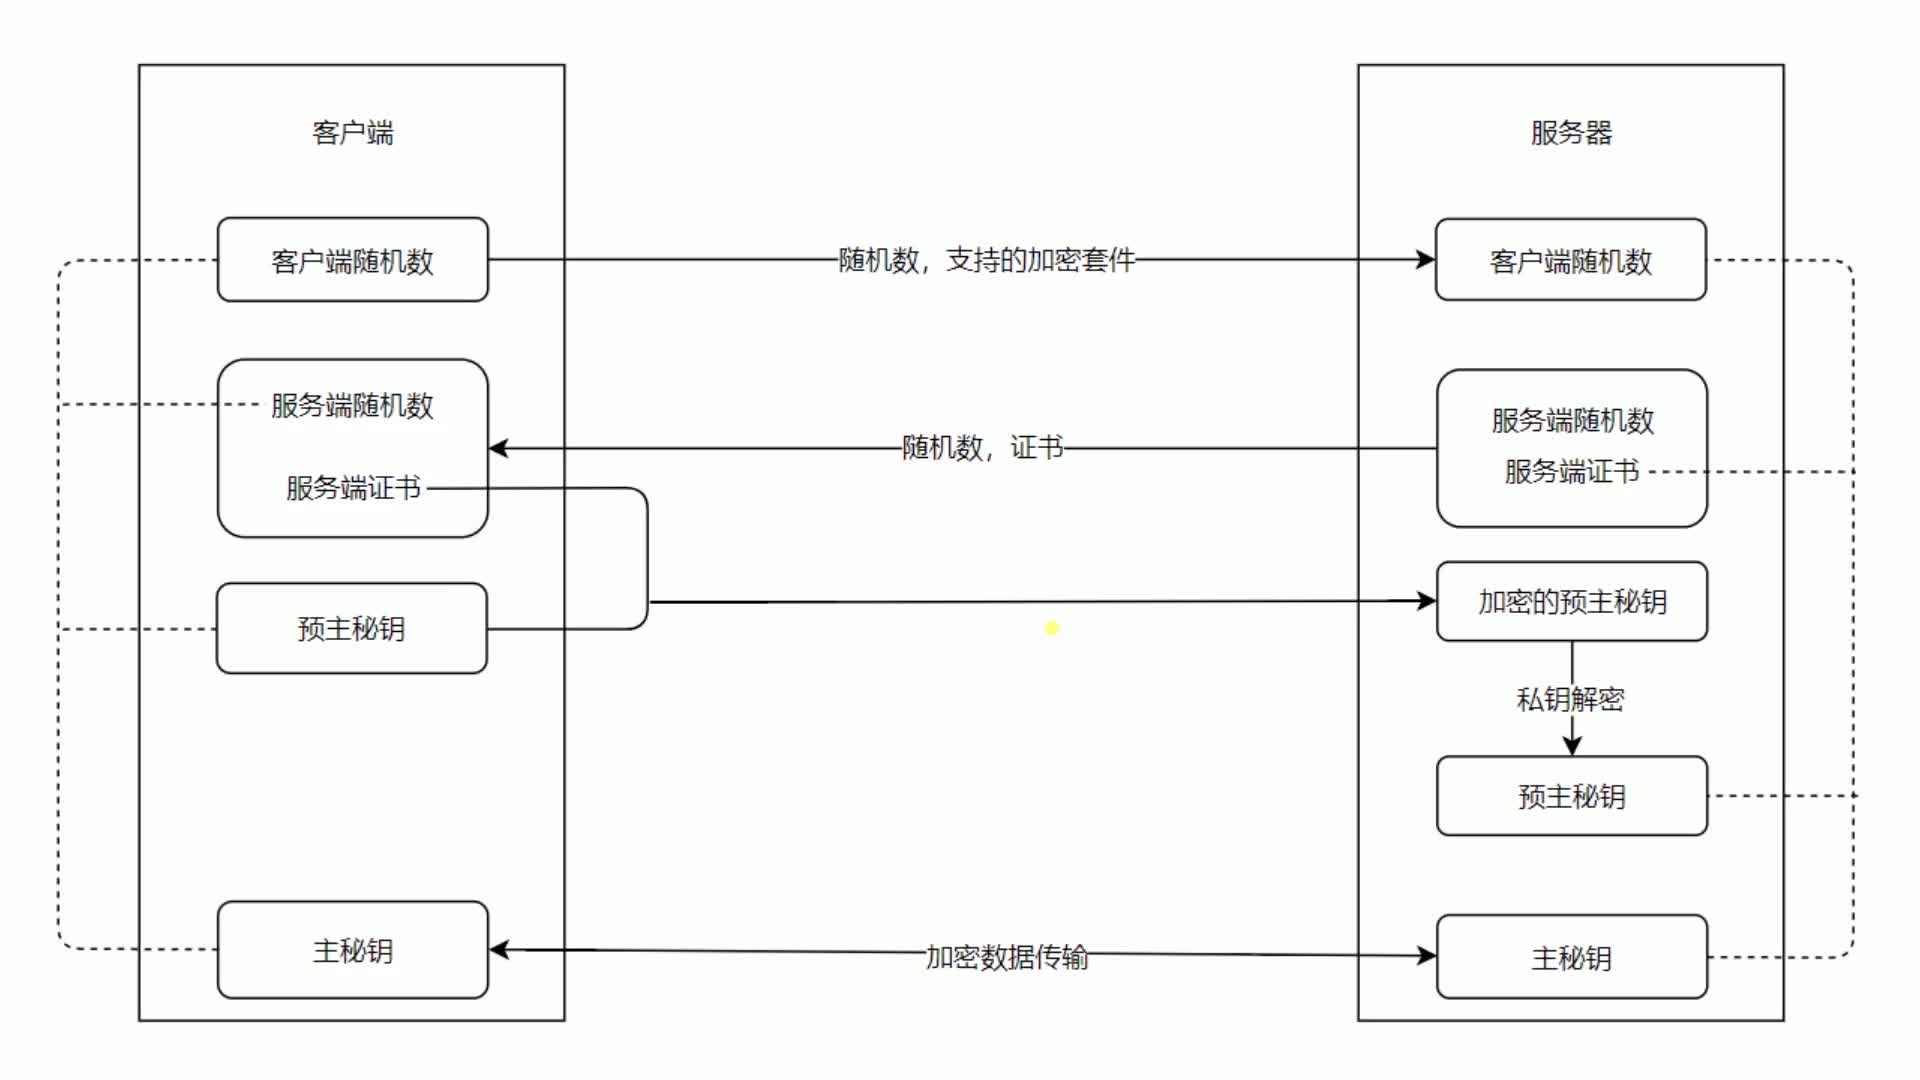 客户端
服务器
客户端随机数
随机数，支持的加密套件
客户端随机数
服务端随机数
服务端证书
随机数，证书
服务端随机数
服务端证书
预主秘钥
加密的预主秘钥
私钥解密
预主秘钥
主秘钥
加密数据传输
主秘钥